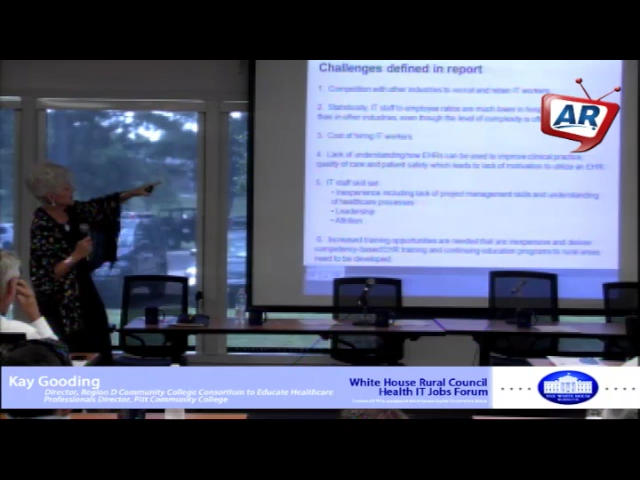 Challenges defined in report
1. Competition with other industries to recruit and retain IT workers
2. Statistically, IT staff to employee ratios are much lower in
than in other industries, even though the level of complexity is
3. Cost of hiring IT workers
4. Lack of understanding how EHRs can be used to improve clinical practice,
quality of care and patient safety which leads to lack of motivation to utilize an EHR
5. IT staff skill set
• Inexperience including lack of project management skills and understanding
of healthcare processes
• Leadership
• Attrition
6. Increased training opportunities are needed that are inexpensive and deliver
competency-based EHR training and continuing education programs to rural areas
need to be developed.
AR
Kay Gooding
Director, Region D Community College Consortium to Educate Healthcare
Professionals Director, Pitt Community College
White House Rural Council
Health IT Jobs Forum
THE WHITE HOUSE
WASHINGTON